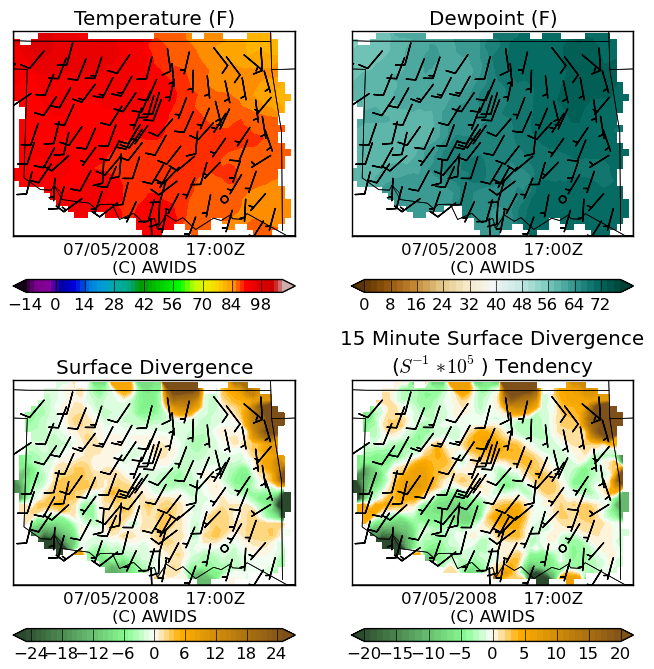 Temperature (F)
Dewpoint (F)
07/05/2008 17:00Z
(C) AWIDS
−14 0 14 28 42 56 70 84 98
07/05/2008 17:00Z
(C) AWIDS
0 8 16 24 32 40 48 56 64 72
Surface Divergence
15 Minute Surface Divergence
(S⁻¹ ∗10⁵ ) Tendency
07/05/2008 17:00Z
(C) AWIDS
−24−18−12 −6 0 6 12 18 24
07/05/2008 17:00Z
(C) AWIDS
−20−15−10 −5 0 5 10 15 20